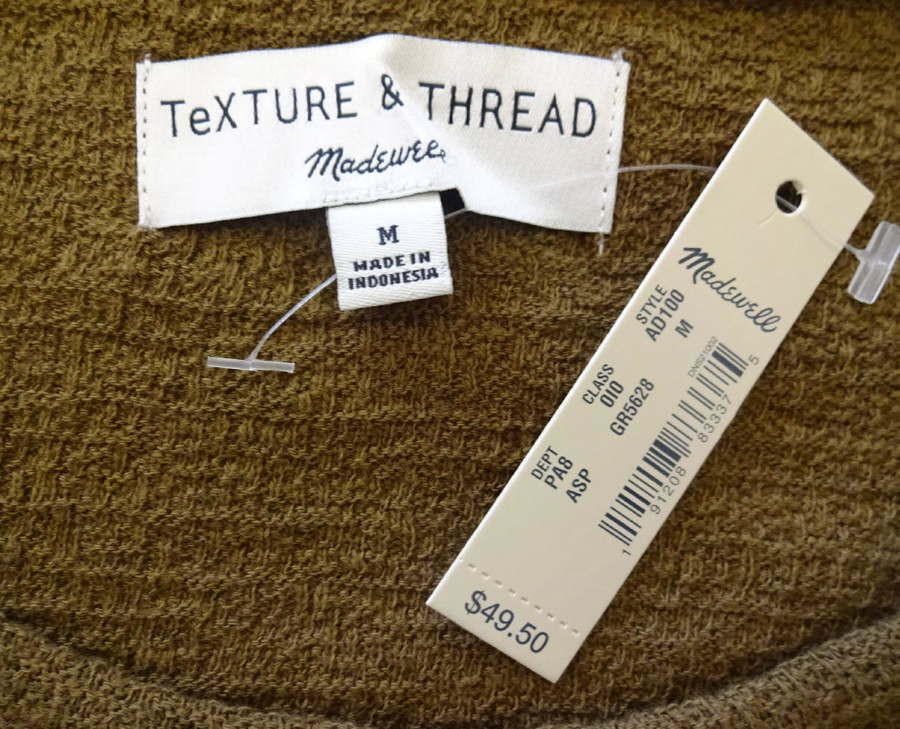 TeXTURE & THREAD
Madewell
M
MADE IN
INDONESIA
Madewell
STYLE
AD100
M
CLASS
010
GR5628
DEPT
PA8
ASP
1 91208 83337 5
$49.50